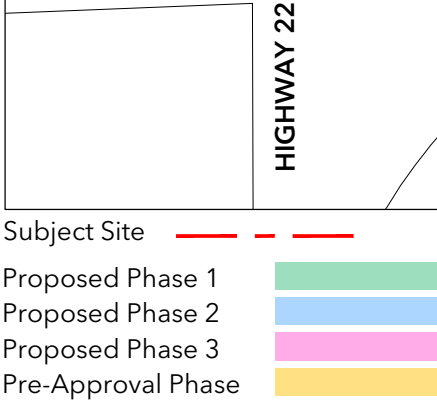 HIGHWAY 22
Subject Site
Proposed Phase 1
Proposed Phase 2
Proposed Phase 3
Pre-Approval Phase